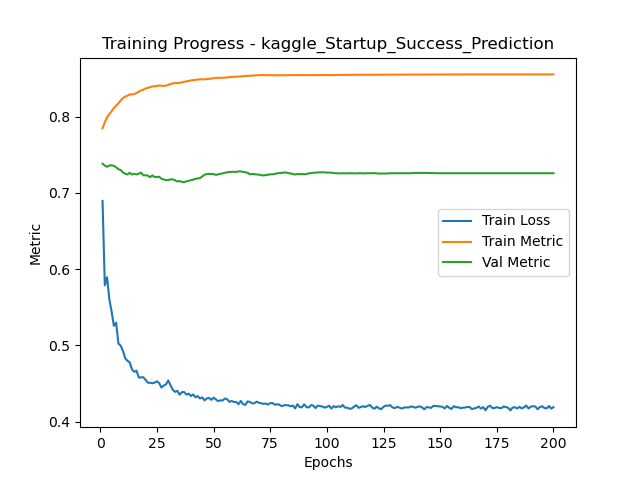 Training Progress - kaggle_Startup_Success_Prediction
0.8
0.7
0.6
0.5
0.4
Metric
Train Loss
Train Metric
Val Metric
0 25 50 75 100 125 150 175 200
Epochs